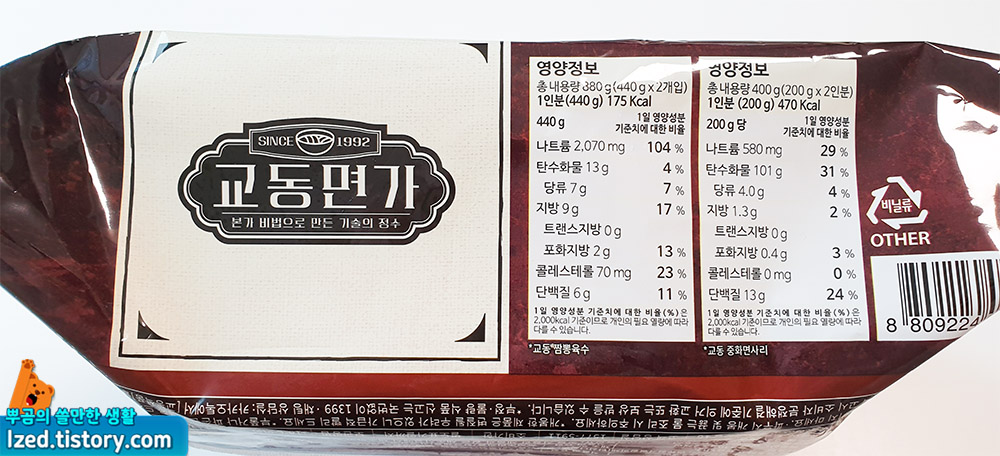 SINCE 1992
교동면가
본가 비법으로 만든 기술의 정수
영양정보
총 내용량 880 g (440 g x 2개입)
1인분 (440 g) 175 Kcal
440 g
1일 영양성분
기준치에 대한 비율
나트륨 2,070 mg 104 %
탄수화물 13 g 4 %
당류 7 g 7 %
지방 9 g 17 %
트랜스지방 0 g
포화지방 2 g 13 %
콜레스테롤 70 mg 23 %
단백질 6 g 11 %
1일 영양성분 기준치에 대한 비율(%)은
2,000kcal 기준이므로 개인의 필요 열량에 따라
다를 수 있습니다.
*교동 짬뽕육수
영양정보
총 내용량 400 g (200 g x 2인분)
1인분 (200 g) 470 Kcal
200 g 당
1일 영양성분
기준치에 대한 비율
나트륨 580 mg 29 %
탄수화물 101 g 31 %
당류 4.0 g 4 %
지방 1.3 g 2 %
트랜스지방 0 g
포화지방 0.4 g 3 %
콜레스테롤 0 mg 0 %
단백질 13 g 24 %
1일 영양성분 기준치에 대한 비율(%)은
2,000kcal 기준이므로 개인의 필요 열량에 따라
다를 수 있습니다.
*교동 중화면사리
비닐류
OTHER
8 809224
뿌곰의 쓸만한 생활
lzed.tistory.com